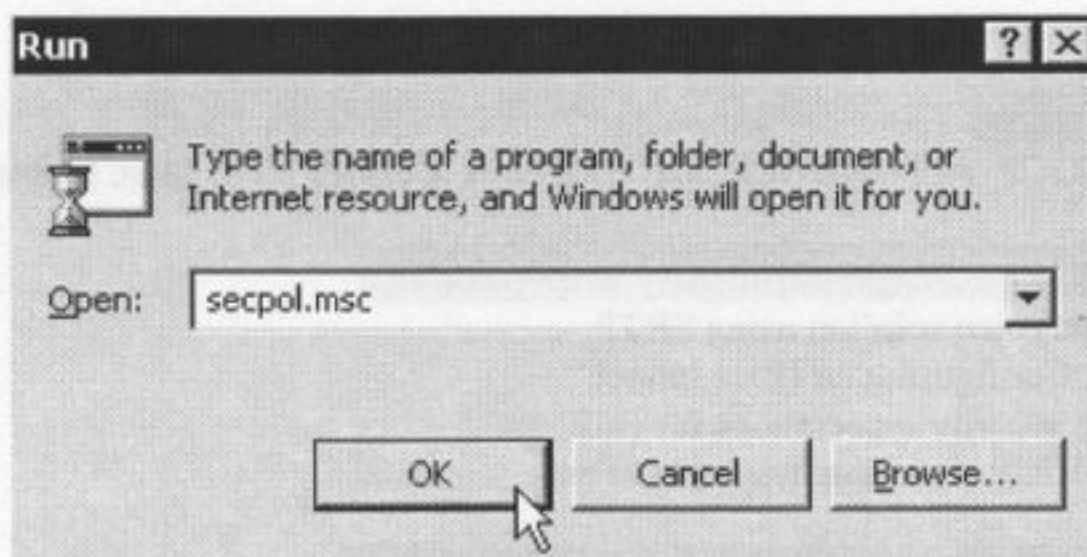 Run
Type the name of a program, folder, document, or
Internet resource, and Windows will open it for you.
Open: secpol.msc
OK Cancel Browse...